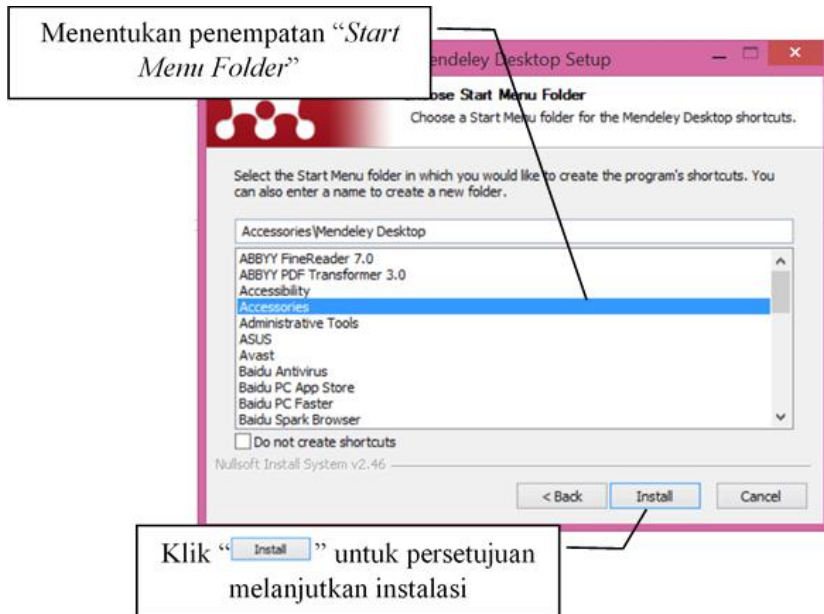 Menentukan penempatan “Start
Menu Folder”
Mendeley Desktop Setup
Choose Start Menu Folder
Choose a Start Menu folder for the Mendeley Desktop shortcuts.
Select the Start Menu folder in which you would like to create the program's shortcuts. You
can also enter a name to create a new folder.
Accessories\Mendeley Desktop
ABBYY FineReader 7.0
ABBYY PDF Transformer 3.0
Accessibility
Accessories
Administrative Tools
ASUS
Avast
Baidu Antivirus
Baidu PC App Store
Baidu PC Faster
Baidu Spark Browser
Do not create shortcuts
Nullsoft Install System v2.46
< Back Install Cancel
Klik “ Install ” untuk persetujuan
melanjutkan instalasi